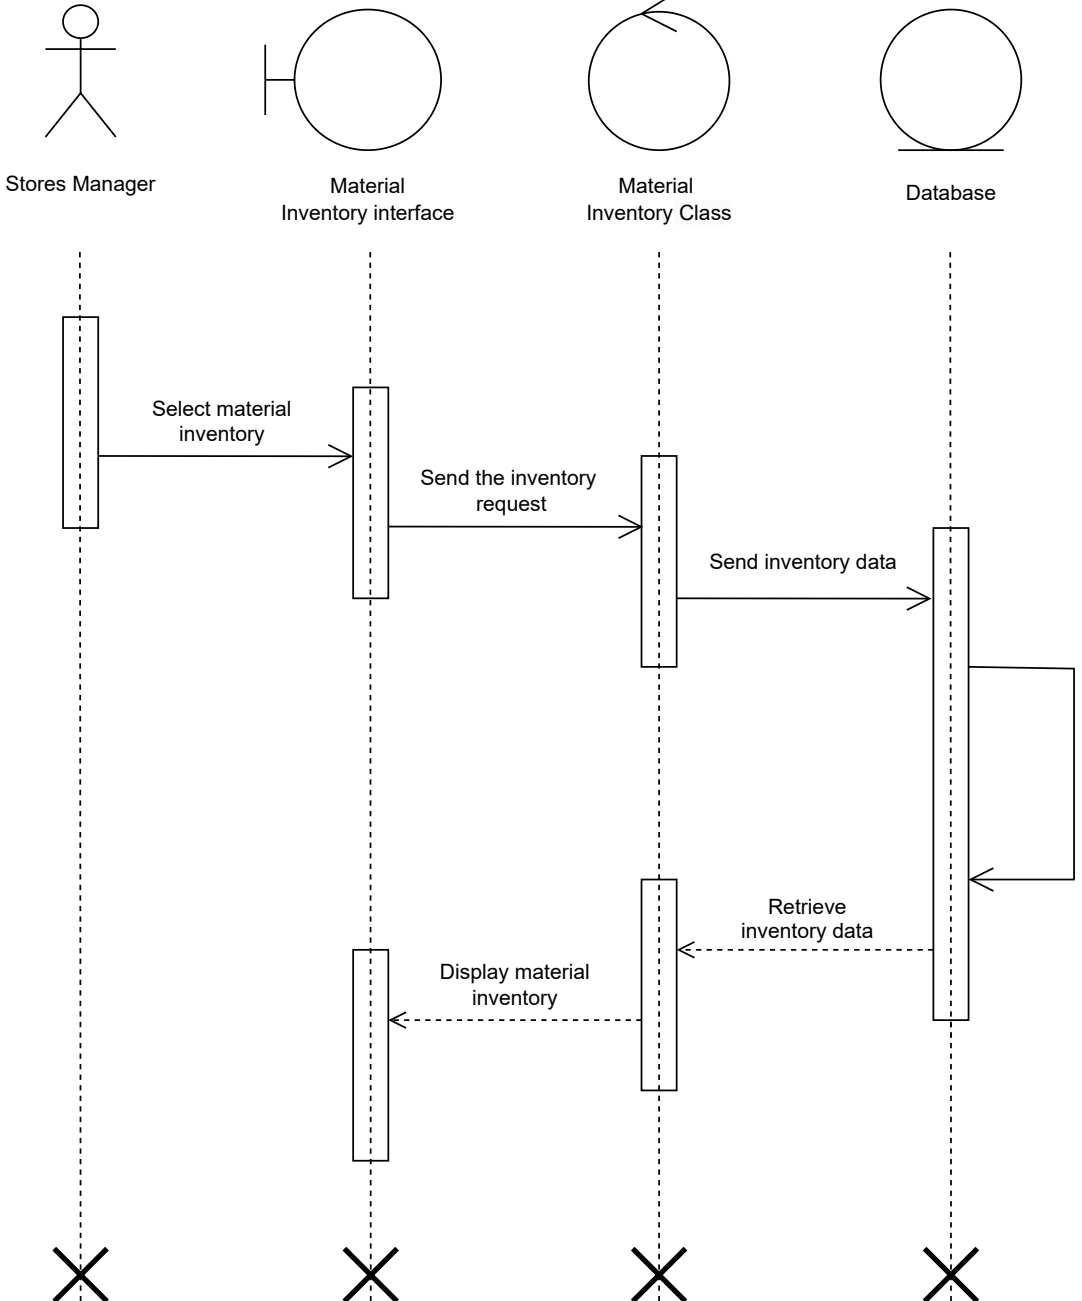 Stores Manager
Material
Inventory interface
Material
Inventory Class
Database
Select material
inventory
Send the inventory
request
Send inventory data
Retrieve
inventory data
Display material
inventory